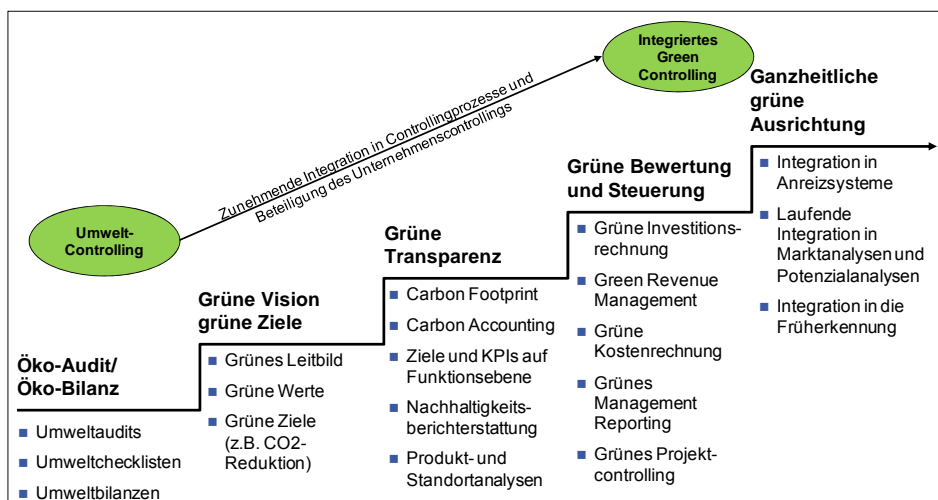 Umwelt-
Controlling
Zunehmende Integration in Controllingprozesse und
Beteiligung des Unternehmenscontrollings
Integriertes
Green
Controlling
Öko-Audit/
Öko-Bilanz
Umweltaudits
Umweltchecklisten
Umweltbilanzen
Grüne Vision
grüne Ziele
Grünes Leitbild
Grüne Werte
Grüne Ziele
(z.B. CO2-
Reduktion)
Grüne
Transparenz
Carbon Footprint
Carbon Accounting
Ziele und KPIs auf
Funktionsebene
Nachhaltigkeits-
berichterstattung
Produkt- und
Standortanalysen
Grüne Bewertung
und Steuerung
Grüne Investitions-
rechnung
Green Revenue
Management
Grüne
Kostenrechnung
Grünes
Management
Reporting
Grünes Projekt-
controlling
Ganzheitliche
grüne
Ausrichtung
Integration in
Anreizsysteme
Laufende
Integration in
Marktanalysen und
Potenzialanalysen
Integration in die
Früherkennung